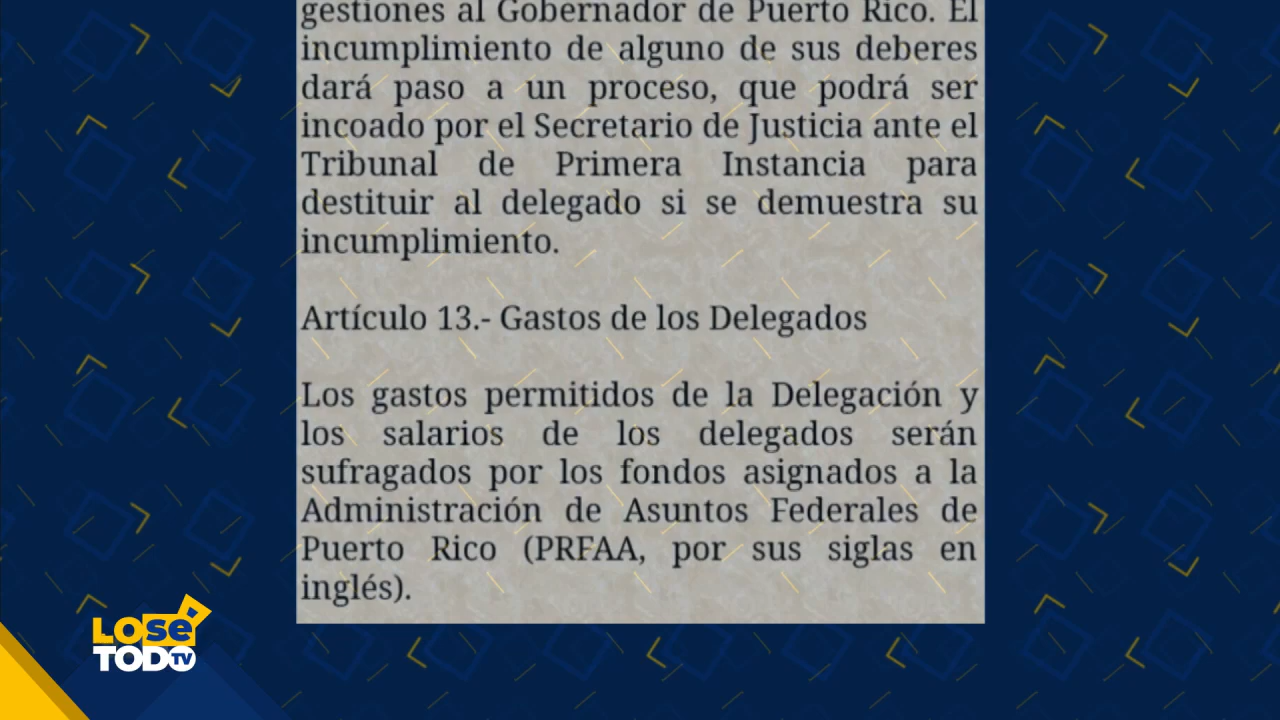 gestiones al Gobernador de Puerto Rico. El
incumplimiento de alguno de sus deberes
dará paso a un proceso, que podrá ser
incoado por el Secretario de Justicia ante el
Tribunal de Primera Instancia para
destituir al delegado si se demuestra su
incumplimiento.
Artículo 13.- Gastos de los Delegados
Los gastos permitidos de la Delegación y
los salarios de los delegados serán
sufragados por los fondos asignados a la
Administración de Asuntos Federales de
Puerto Rico (PRFAA, por sus siglas en
inglés).
LO sé
TODO TV